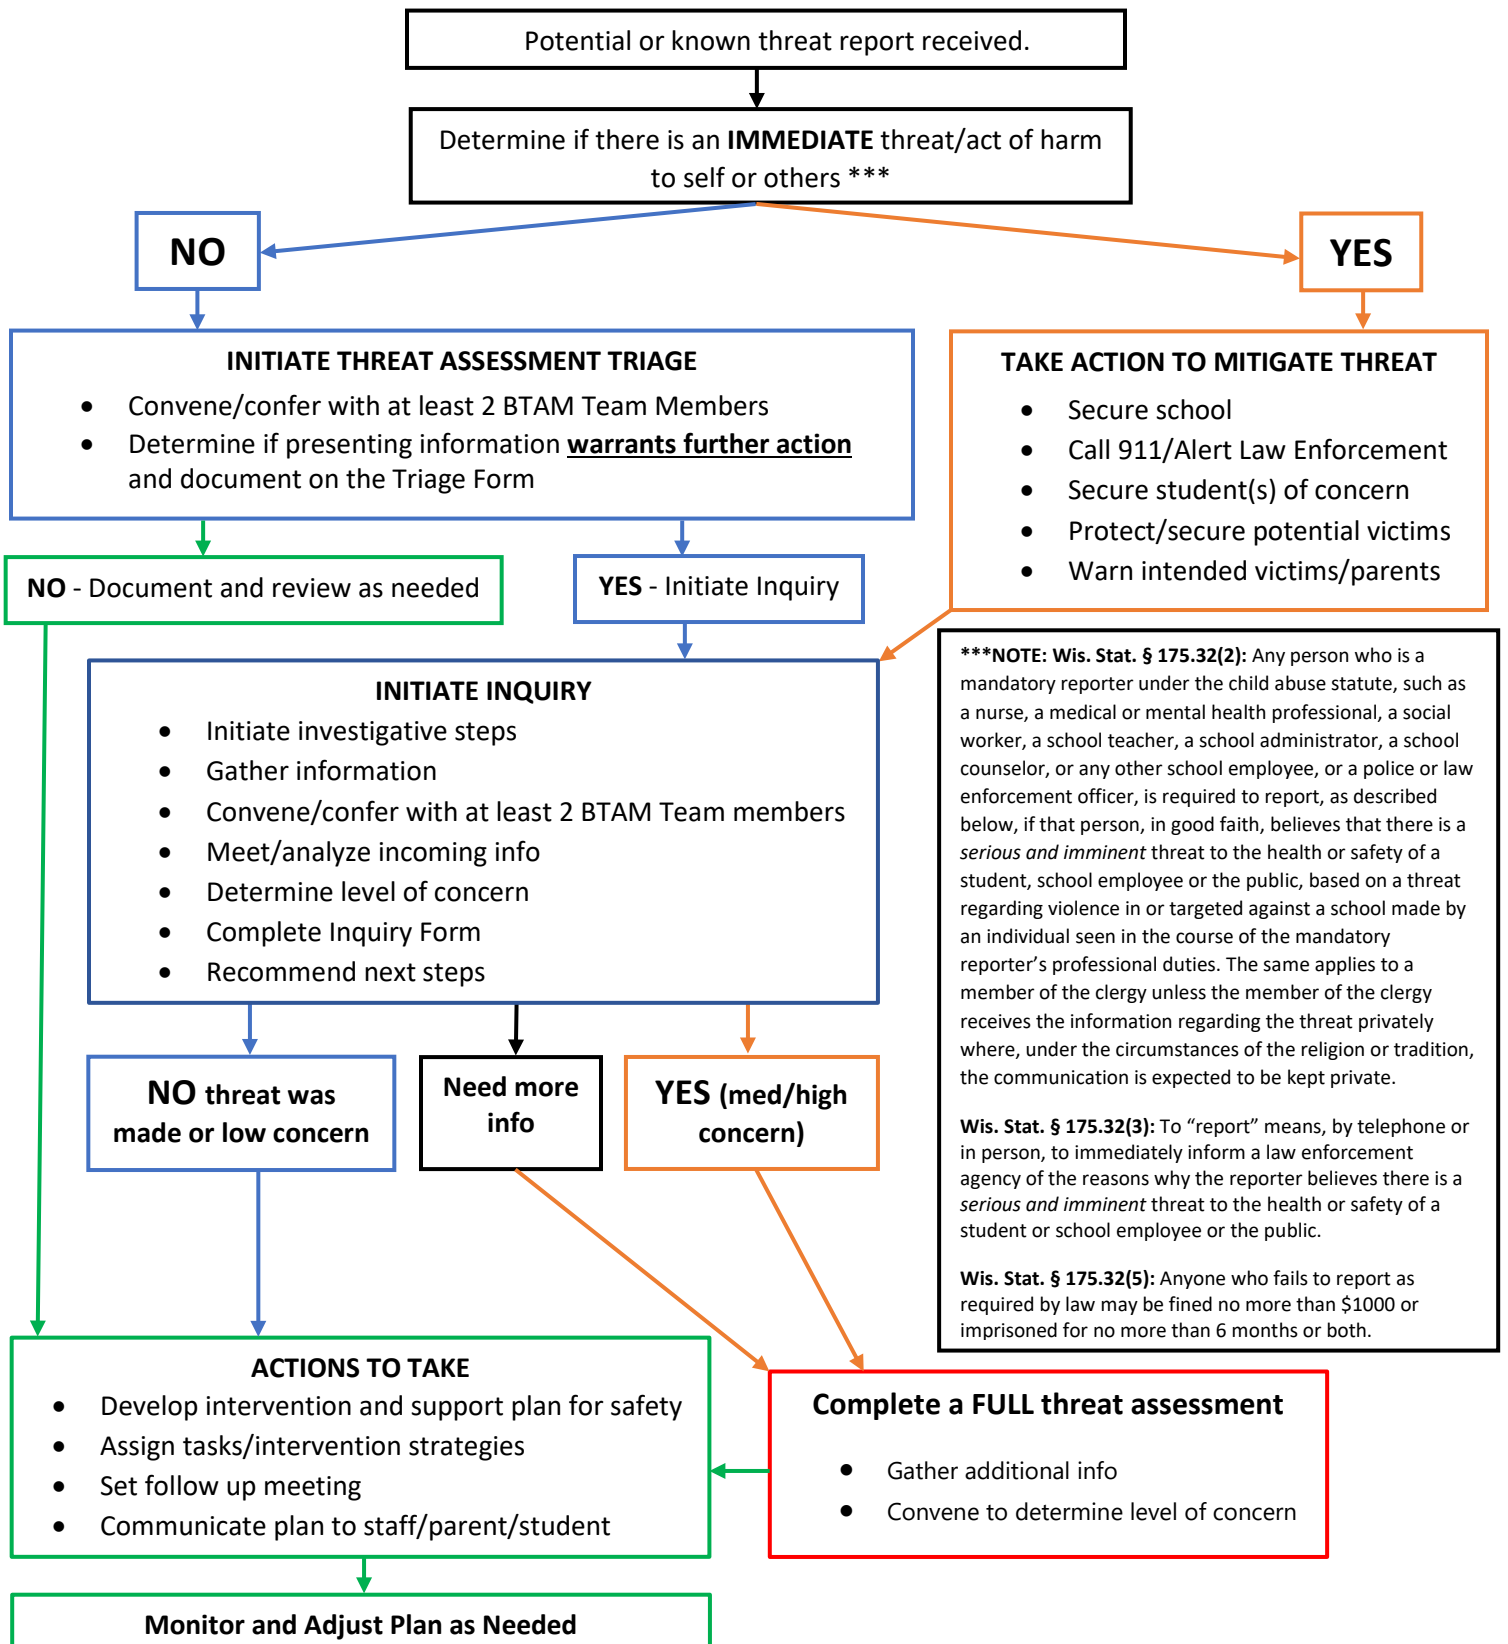 Potential or known threat report received.
Determine if there is an IMMEDIATE threat/act of harm
to self or others ***
NO
YES
INITIATE THREAT ASSESSMENT TRIAGE
• Convene/confer with at least 2 BTAM Team Members
• Determine if presenting information warrants further action
and document on the Triage Form
TAKE ACTION TO MITIGATE THREAT
• Secure school
• Call 911/Alert Law Enforcement
• Secure student(s) of concern
• Protect/secure potential victims
• Warn intended victims/parents
NO - Document and review as needed
YES - Initiate Inquiry
INITIATE INQUIRY
• Initiate investigative steps
• Gather information
• Convene/confer with at least 2 BTAM Team members
• Meet/analyze incoming info
• Determine level of concern
• Complete Inquiry Form
• Recommend next steps
***NOTE: Wis. Stat. § 175.32(2): Any person who is a
mandatory reporter under the child abuse statute, such as
a nurse, a medical or mental health professional, a social
worker, a school teacher, a school administrator, a school
counselor, or any other school employee, or a police or law
enforcement officer, is required to report, as described
below, if that person, in good faith, believes that there is a
serious and imminent threat to the health or safety of a
student, school employee or the public, based on a threat
regarding violence in or targeted against a school made by
an individual seen in the course of the mandatory
reporter’s professional duties. The same applies to a
member of the clergy unless the member of the clergy
receives the information regarding the threat privately
where, under the circumstances of the religion or tradition,
the communication is expected to be kept private.
Wis. Stat. § 175.32(3): To “report” means, by telephone or
in person, to immediately inform a law enforcement
agency of the reasons why the reporter believes there is a
serious and imminent threat to the health or safety of a
student or school employee or the public.
Wis. Stat. § 175.32(5): Anyone who fails to report as
required by law may be fined no more than $1000 or
imprisoned for no more than 6 months or both.
NO threat was
made or low concern
Need more
info
YES (med/high
concern)
ACTIONS TO TAKE
• Develop intervention and support plan for safety
• Assign tasks/intervention strategies
• Set follow up meeting
• Communicate plan to staff/parent/student
Complete a FULL threat assessment
• Gather additional info
• Convene to determine level of concern
Monitor and Adjust Plan as Needed